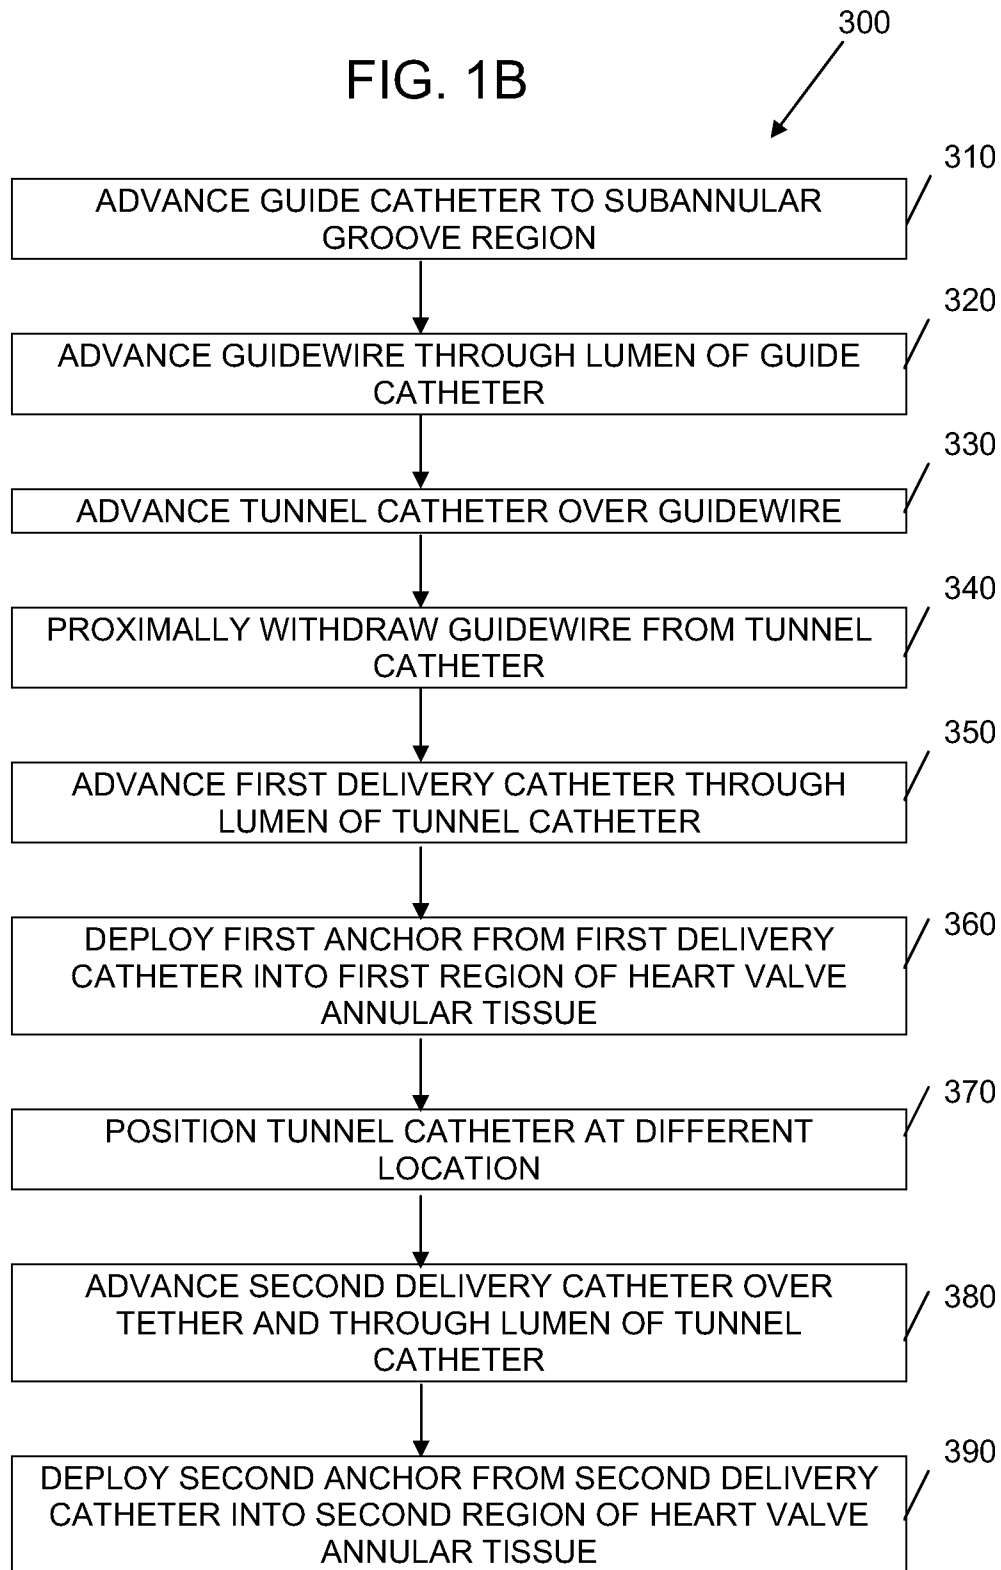 300
FIG. 1B
310
ADVANCE GUIDE CATHETER TO SUBANNULAR
GROOVE REGION
320
ADVANCE GUIDEWIRE THROUGH LUMEN OF GUIDE
CATHETER
330
ADVANCE TUNNEL CATHETER OVER GUIDEWIRE
340
PROXIMALLY WITHDRAW GUIDEWIRE FROM TUNNEL
CATHETER
350
ADVANCE FIRST DELIVERY CATHETER THROUGH
LUMEN OF TUNNEL CATHETER
360
DEPLOY FIRST ANCHOR FROM FIRST DELIVERY
CATHETER INTO FIRST REGION OF HEART VALVE
ANNULAR TISSUE
370
POSITION TUNNEL CATHETER AT DIFFERENT
LOCATION
380
ADVANCE SECOND DELIVERY CATHETER OVER
TETHER AND THROUGH LUMEN OF TUNNEL
CATHETER
390
DEPLOY SECOND ANCHOR FROM SECOND DELIVERY
CATHETER INTO SECOND REGION OF HEART VALVE
ANNULAR TISSUE